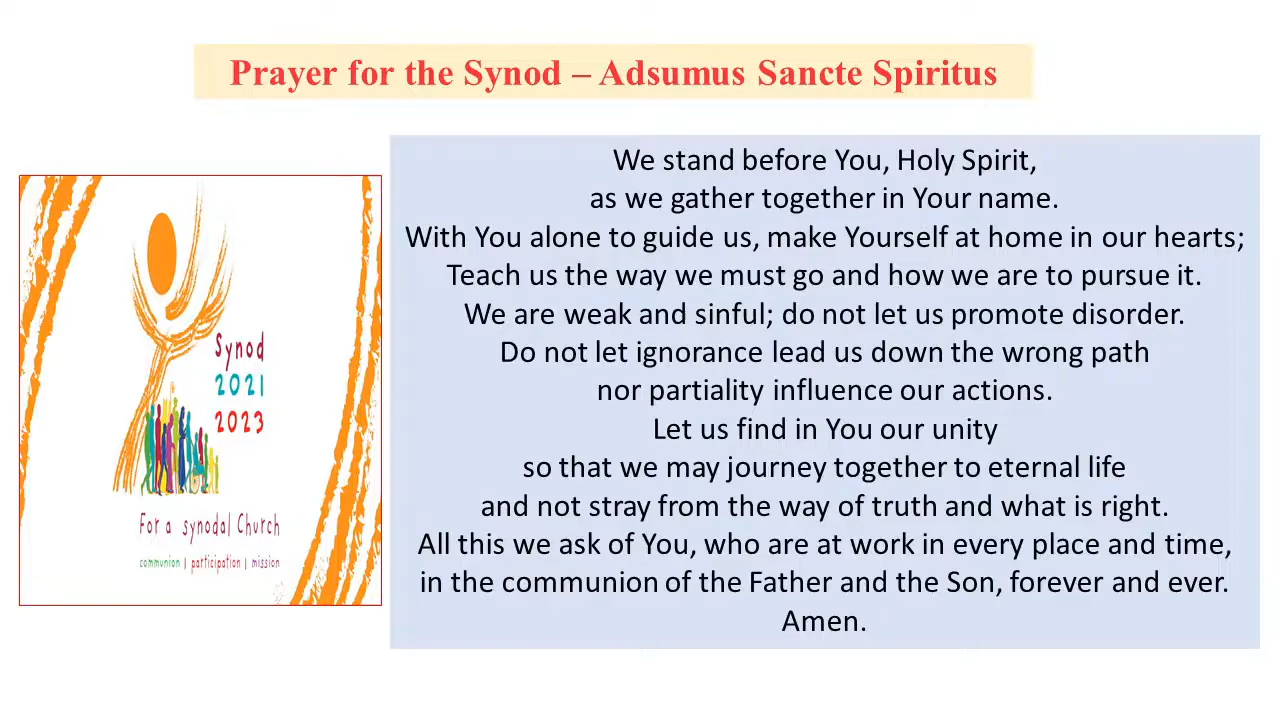 Prayer for the Synod – Adsumus Sancte Spiritus
Synod
2021
2023
For a synodal Church
communion | participation | mission
We stand before You, Holy Spirit,
as we gather together in Your name.
With You alone to guide us, make Yourself at home in our hearts;
Teach us the way we must go and how we are to pursue it.
We are weak and sinful; do not let us promote disorder.
Do not let ignorance lead us down the wrong path
nor partiality influence our actions.
Let us find in You our unity
so that we may journey together to eternal life
and not stray from the way of truth and what is right.
All this we ask of You, who are at work in every place and time,
in the communion of the Father and the Son, forever and ever.
Amen.